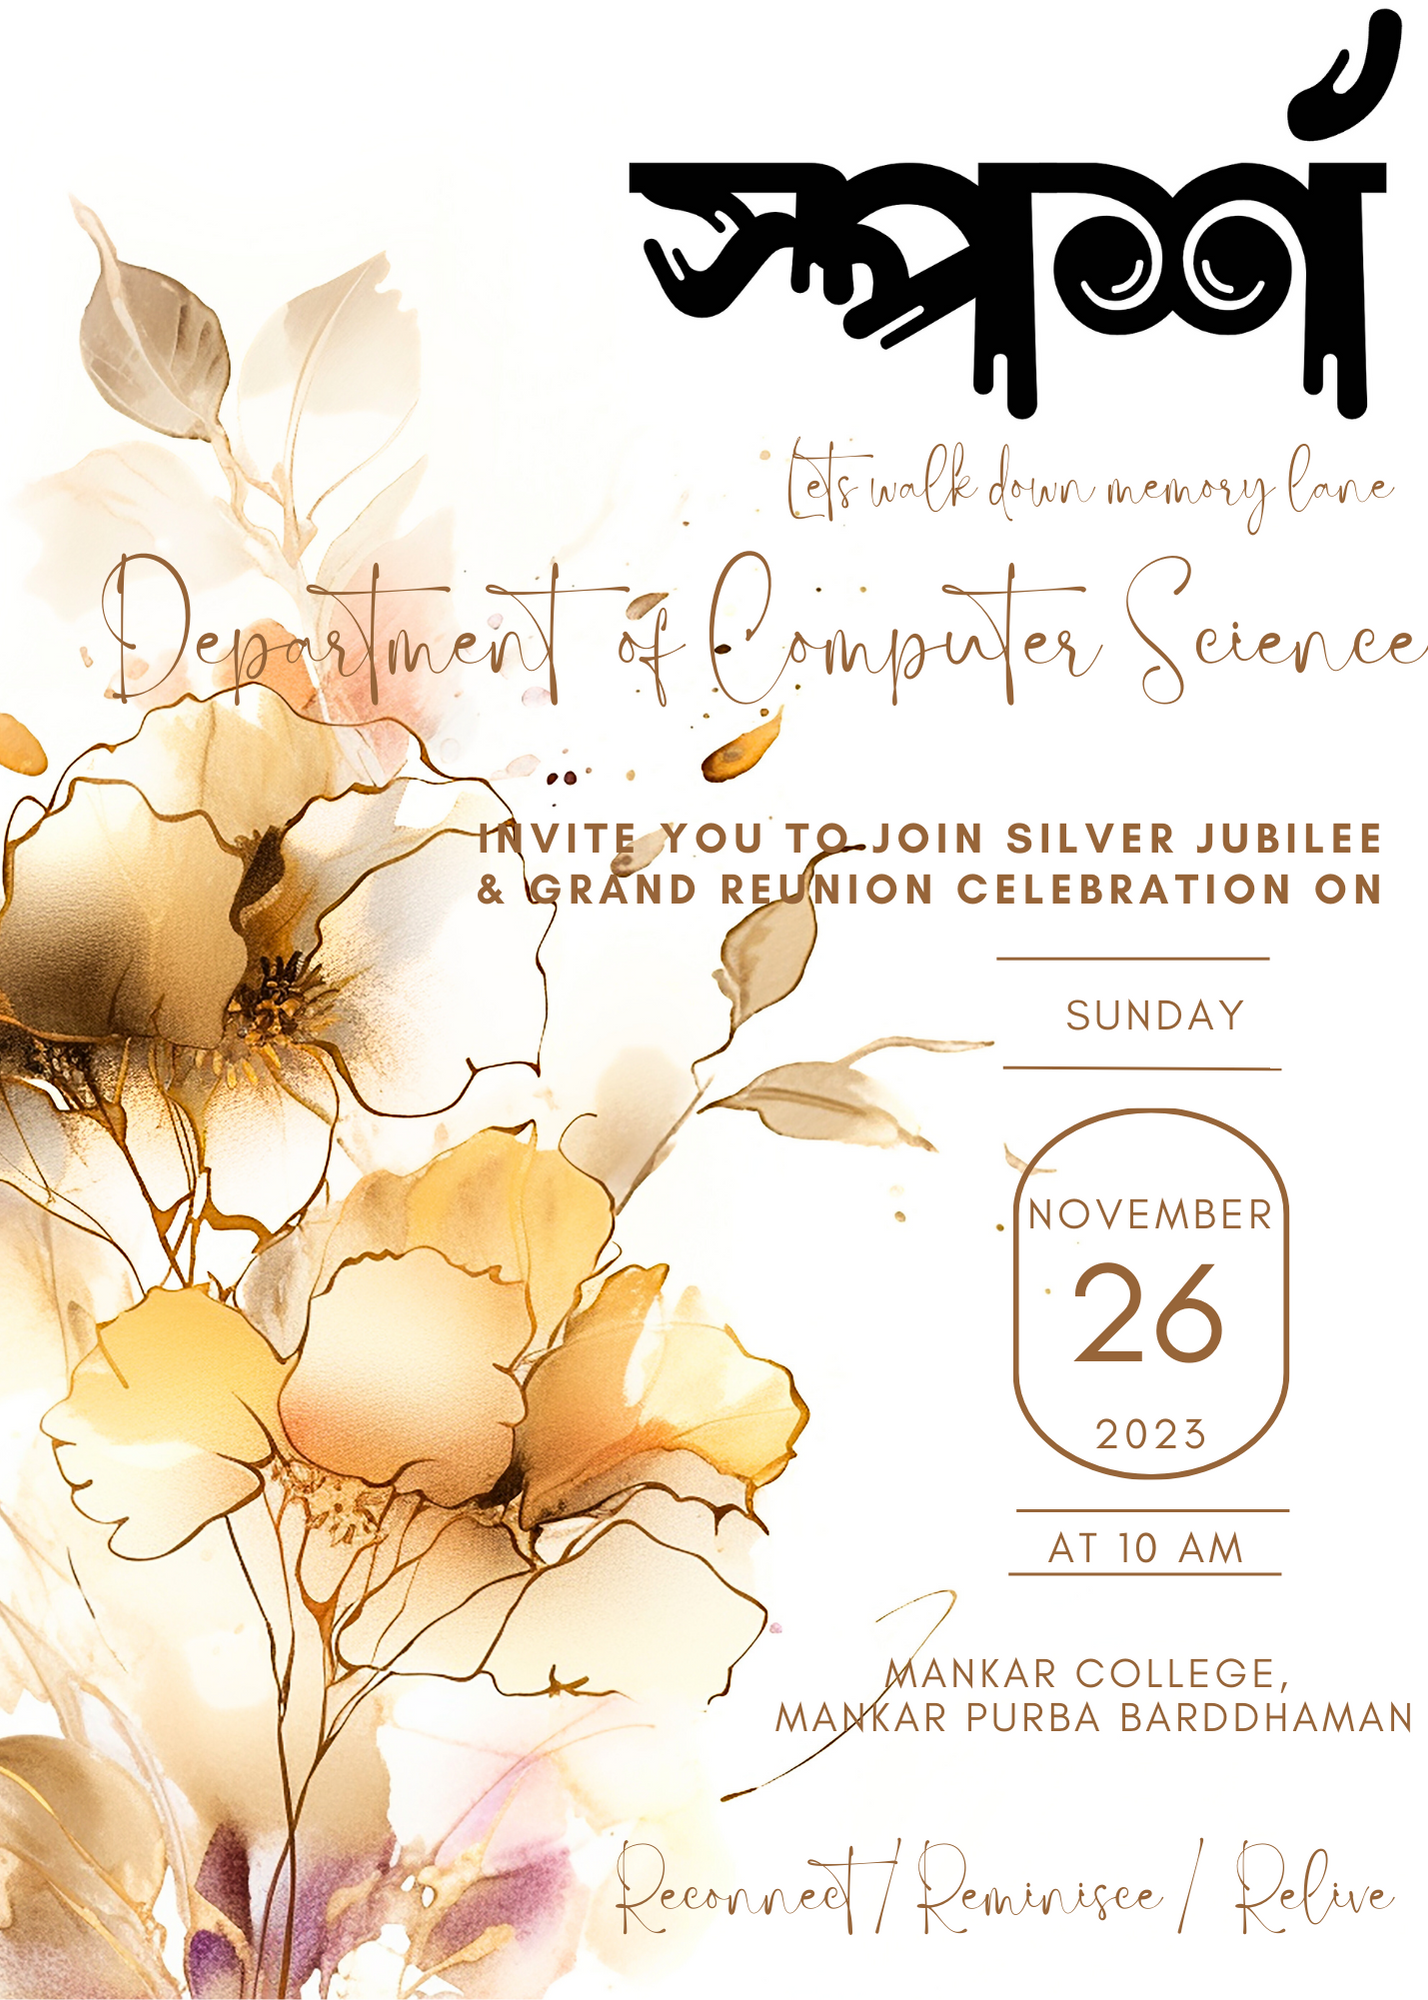 স্পর্শ
Lets walk down memory lane
Department of Computer Science
INVITE YOU TO JOIN SILVER JUBILEE
& GRAND REUNION CELEBRATION ON
SUNDAY
NOVEMBER
26
2023
AT 10 AM
MANKAR COLLEGE,
MANKAR PURBA BARDDHAMAN
Reconnect / Reminisce / Relive